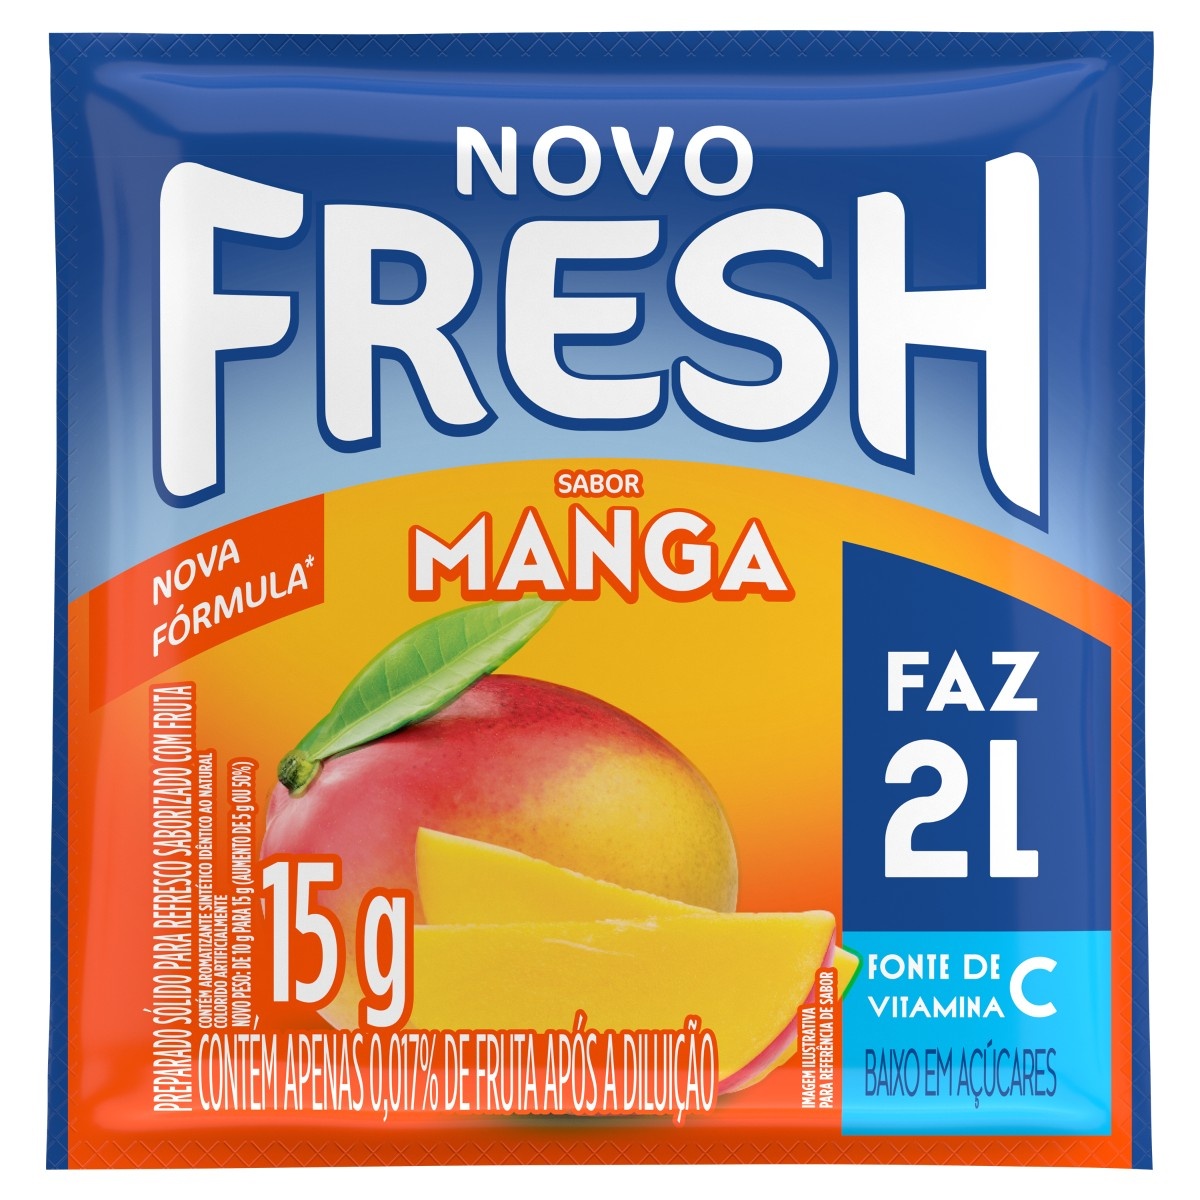 NOVO
FRESH
SABOR
MANGA
NOVA
FÓRMULA*
FAZ
2L
FONTE DE
VITAMINA C
BAIXO EM AÇÚCARES
PREPARADO SÓLIDO PARA REFRESCO SABORIZADO COM FRUTA
CONTÉM AROMATIZANTE SINTÉTICO IDÊNTICO AO NATURAL
COLORIDO ARTIFICIALMENTE
NOVO PESO: DE 10 g PARA 15 g (AUMENTO DE 5 g OU 50%)
15 g
CONTÉM APENAS 0,017% DE FRUTA APÓS A DILUIÇÃO
IMAGEM ILUSTRATIVA
PARA REFERÊNCIA DE SABOR